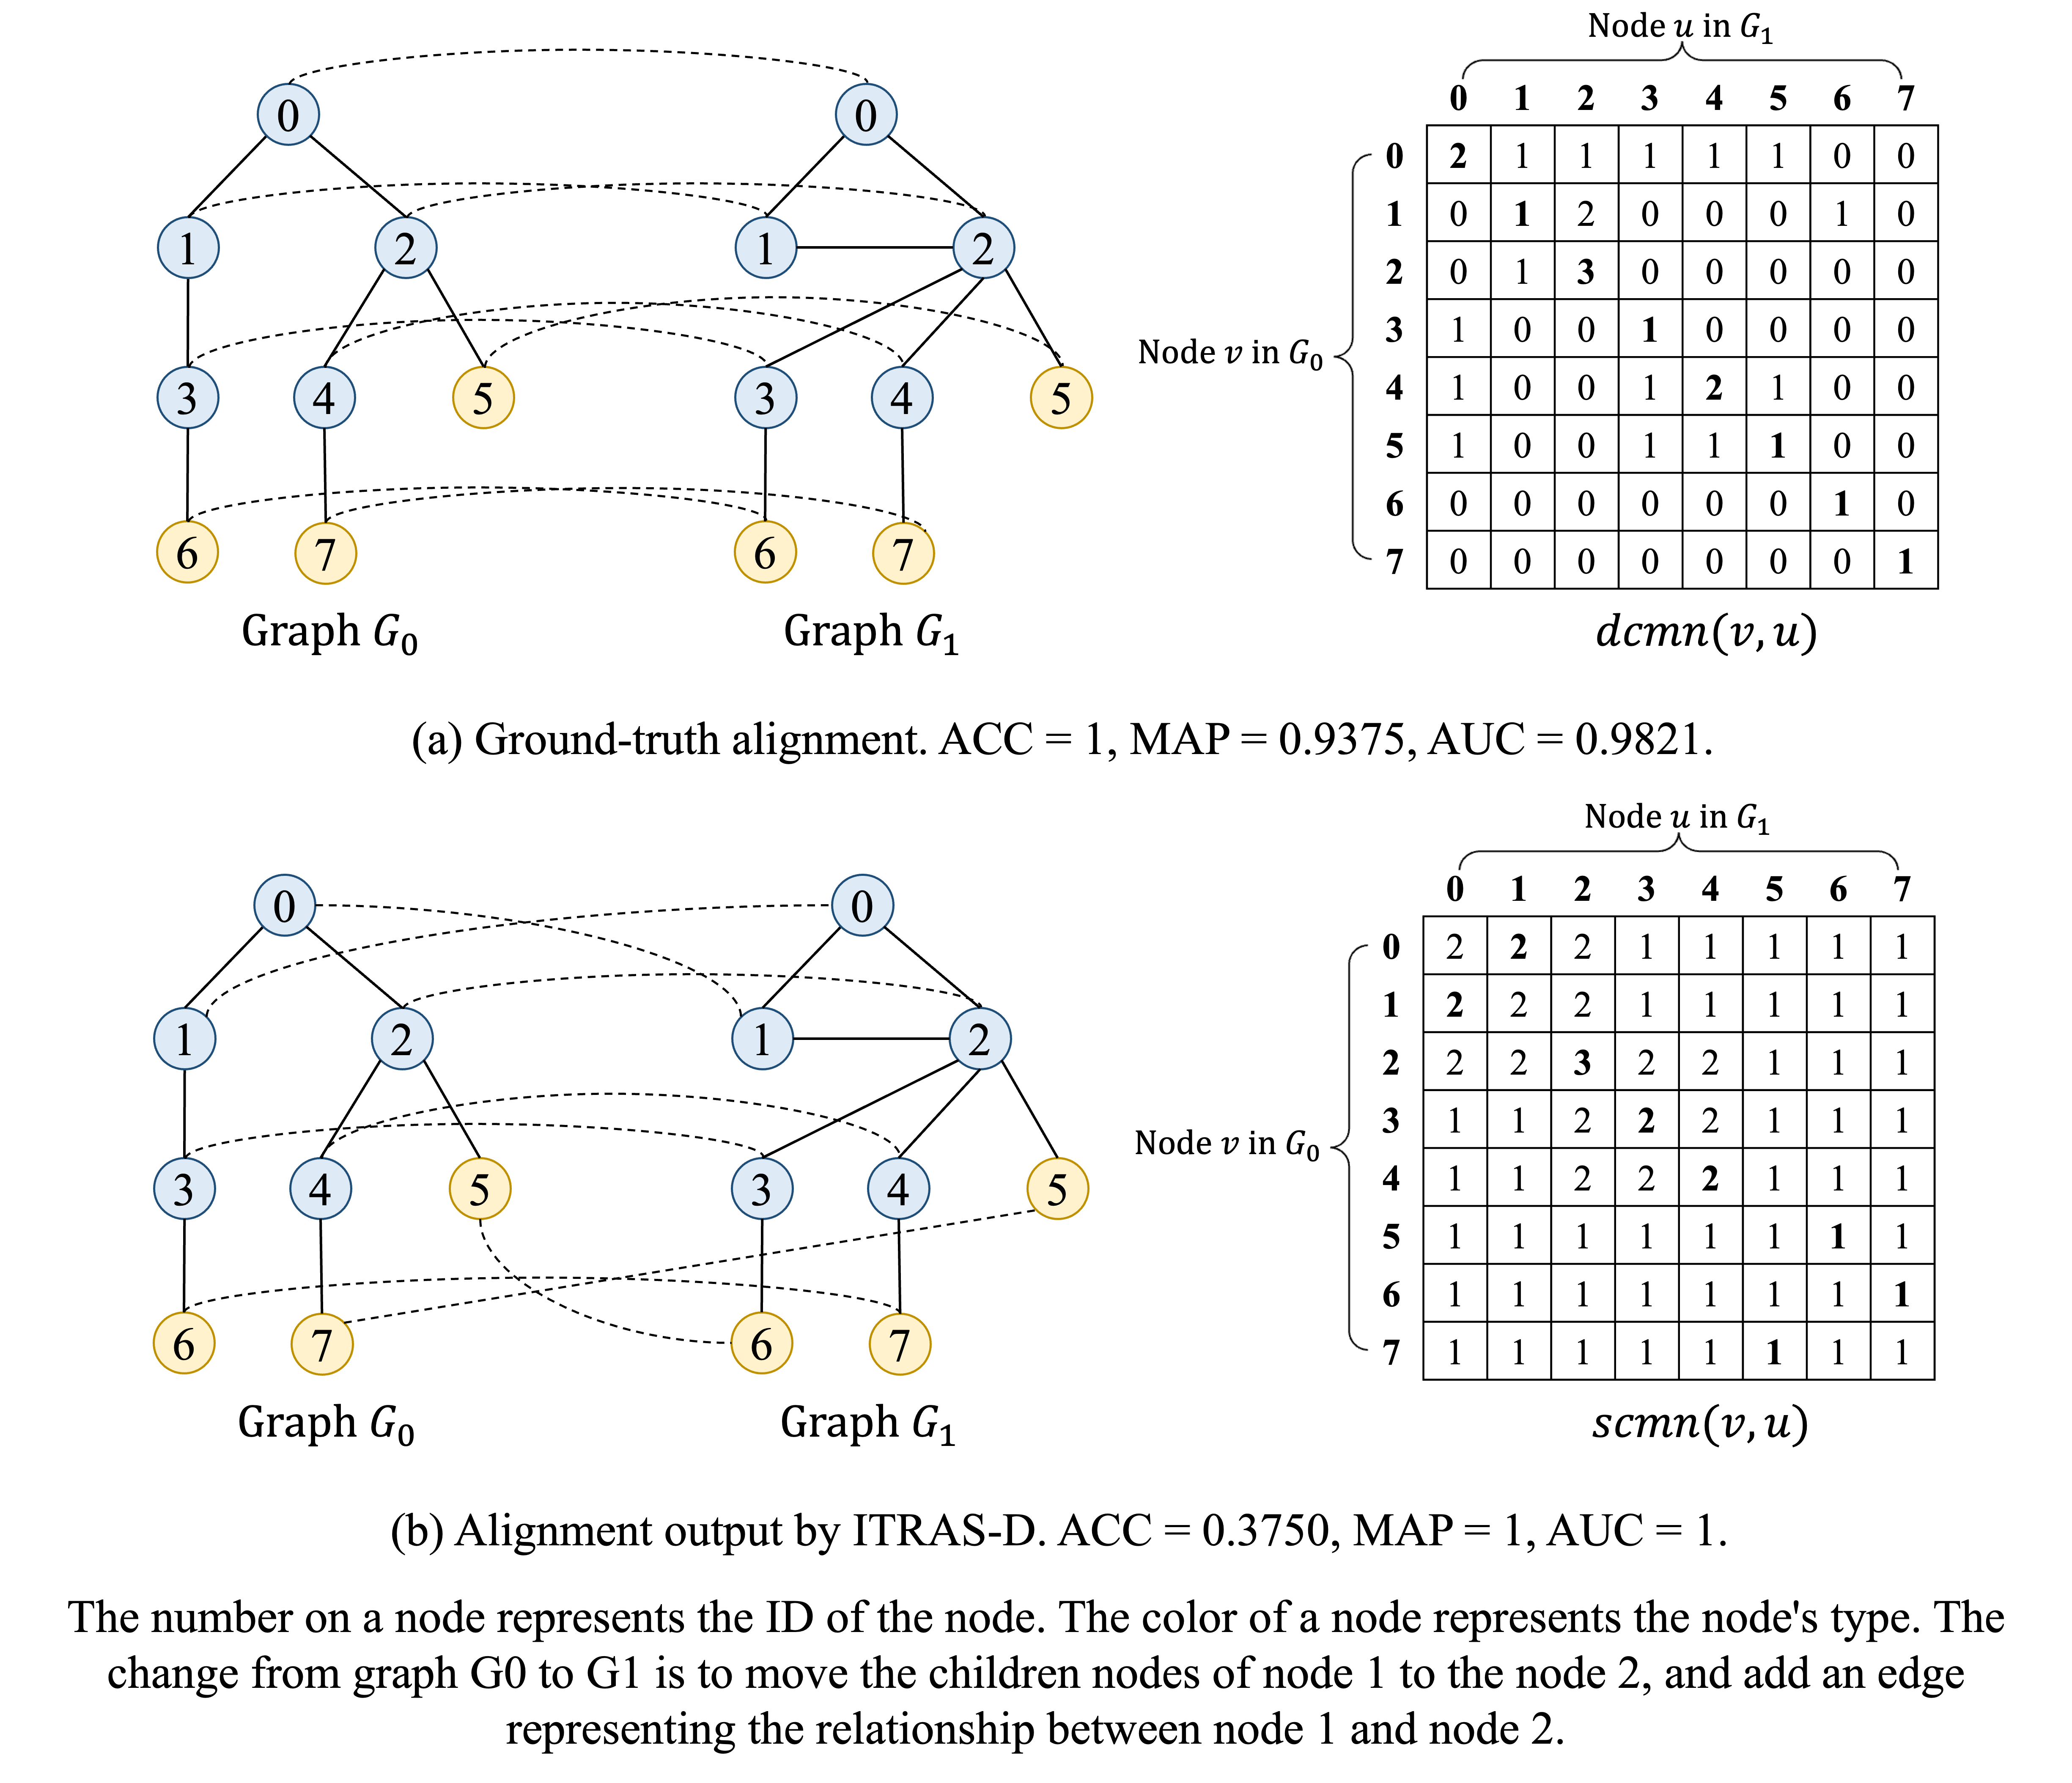 Node u in G1
0 1 2 3 4 5 6 7
0 2 1 1 1 1 1 0 0
1 0 1 2 0 0 0 1 0
2 0 1 3 0 0 0 0 0
3 1 0 0 1 0 0 0 0
4 1 0 0 1 2 1 0 0
5 1 0 0 1 1 1 0 0
6 0 0 0 0 0 0 1 0
7 0 0 0 0 0 0 0 1
Node v in G0
dcmn(v, u)
0 0
1 2 1 2
3 4 5 3 4 5
6 7 6 7
Graph G0 Graph G1
(a) Ground-truth alignment. ACC = 1, MAP = 0.9375, AUC = 0.9821.
Node u in G1
0 1 2 3 4 5 6 7
0 2 2 2 1 1 1 1 1
1 2 2 2 1 1 1 1 1
2 2 2 3 2 2 1 1 1
3 1 1 2 2 2 1 1 1
4 1 1 2 2 2 1 1 1
5 1 1 1 1 1 1 1 1
6 1 1 1 1 1 1 1 1
7 1 1 1 1 1 1 1 1
Node v in G0
scmn(v, u)
0 0
1 2 1 2
3 4 5 3 4 5
6 7 6 7
Graph G0 Graph G1
(b) Alignment output by ITRAS-D. ACC = 0.3750, MAP = 1, AUC = 1.
The number on a node represents the ID of the node. The color of a node represents the node's type. The
change from graph G0 to G1 is to move the children nodes of node 1 to the node 2, and add an edge
representing the relationship between node 1 and node 2.